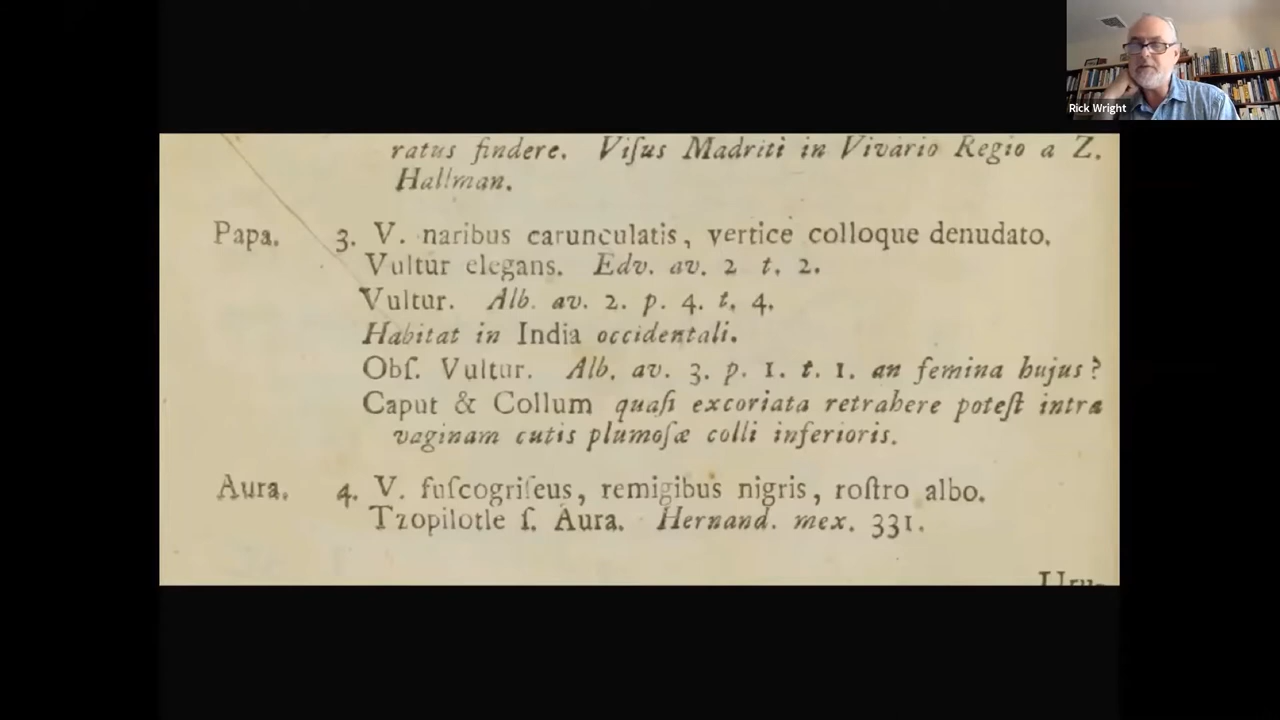 Rick Wright
ratus findere. Viſus Madriti in Vivario Regio a Z.
Hallman.
Papa. 3. V. naribus carunculatis, vertice colloque denudato.
Vultur elegans. Edv. av. 2 t. 2.
Vultur. Alb. av. 2. p. 4. t. 4.
Habitat in India occidentali.
Obſ. Vultur. Alb. av. 3. p. 1. t. 1. an femina hujus?
Caput & Collum quaſi excoriata retrahere poteſt intra
vaginam cutis plumoſæ colli inferioris.
Aura. 4. V. fuſcogriſeus, remigibus nigris, roſtro albo.
Tzopilotle ſ. Aura. Hernand. mex. 331.